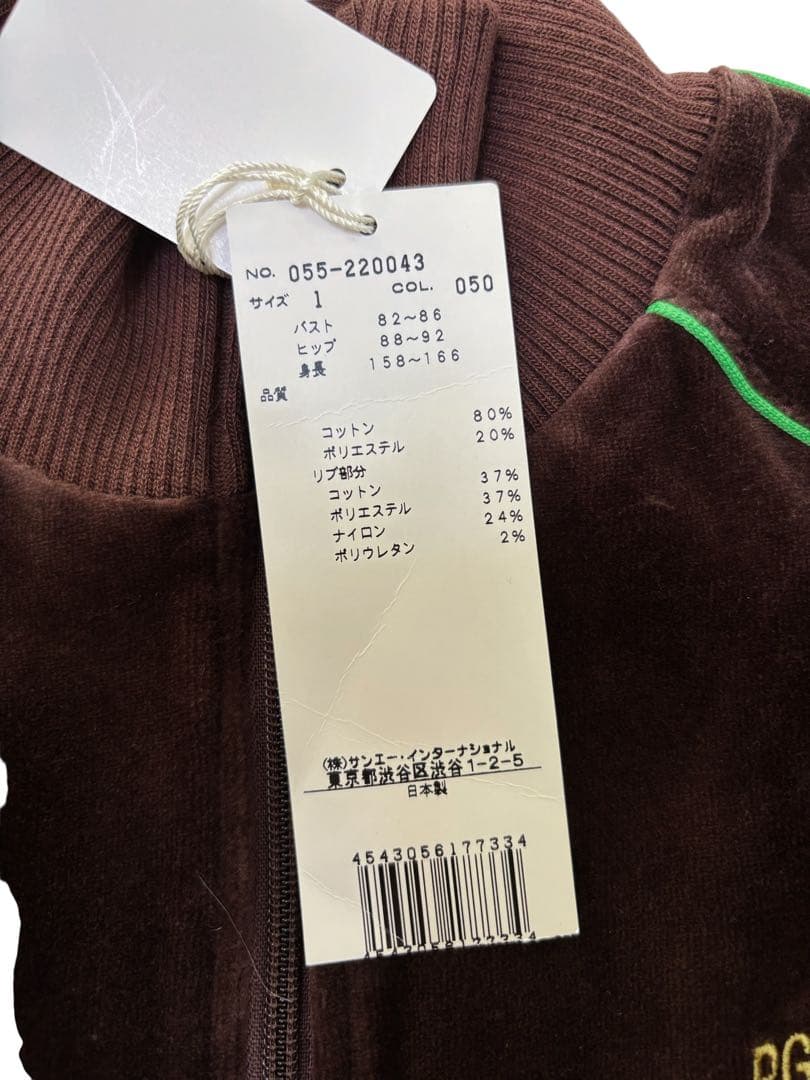 NO. 055-220043
サイズ 1 COL. 050
バスト 82～86
ヒップ 88～92
身長 158～166
品質
コットン 80%
ポリエステル 20%
リブ部分
コットン 37%
ポリエステル 37%
ナイロン 24%
ポリウレタン 2%
(株)サンエー・インターナショナル
東京都渋谷区渋谷1-2-5
日本製
4543056177334
PG